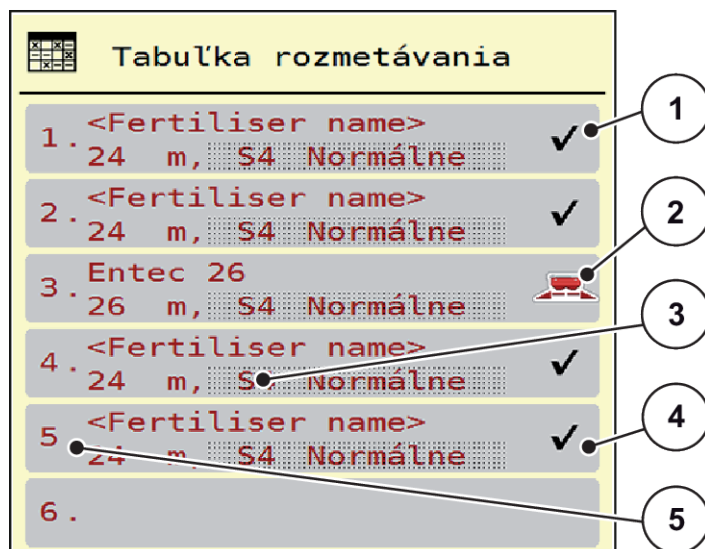 Tabuľka rozmetávania
1. <Fertiliser name>
24 m, S4 Normálne
2. <Fertiliser name>
24 m, S4 Normálne
3. Entec 26
26 m, S4 Normálne
4. <Fertiliser name>
24 m, S4 Normálne
5 <Fertiliser name>
24 m, S4 Normálne
6.
1
2
3
4
5